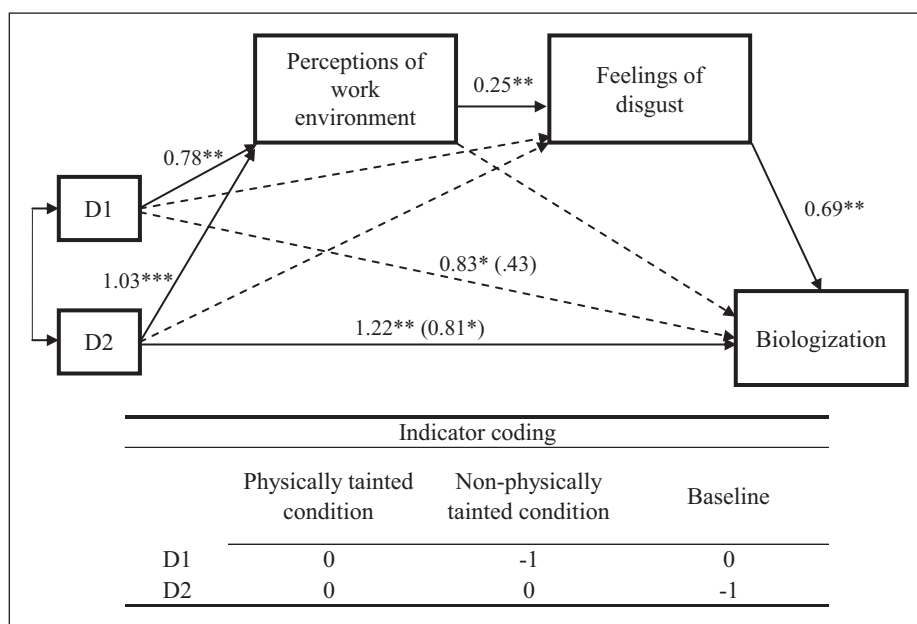 Perceptions of
work
environment
0.25**
Feelings of
disgust
0.78**
D1
0.69**
0.83* (.43)
1.03***
D2
1.22** (0.81*)
Biologization
Indicator coding
Physically tainted
condition
Non-physically
tainted condition
Baseline
D1 0 -1 0
D2 0 0 -1